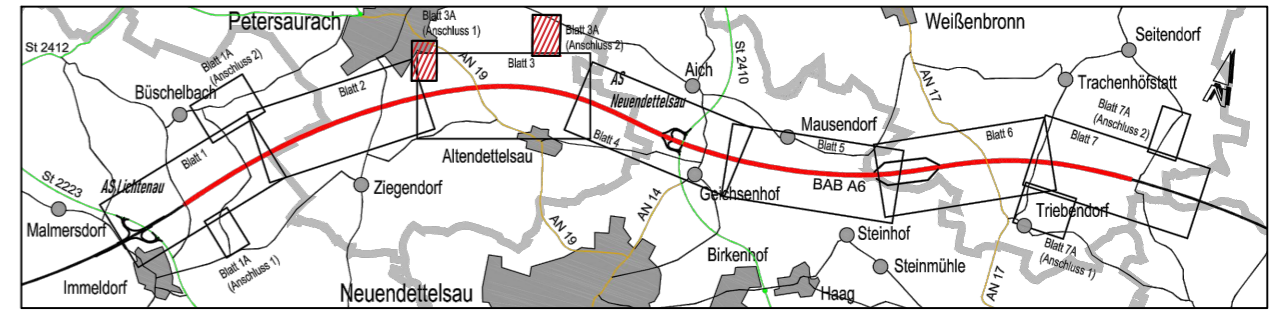 Petersaurach
Blatt 3A
(Anschluss 1)
Blatt 3A
(Anschluss 2)
Weißenbronn
St 2412
Blatt 1A
(Anschluss 2)
AN 19
Blatt 3
St 2410
Seitendorf
Büschelbach
Blatt 2
Aich
AN 17
Trachenhöfstatt
AS
Neuendettelsau
Blatt 7A
(Anschluss 2)
Blatt 1
Altendettelsau
Blatt 4
Mausendorf
Blatt 5
Blatt 6
Blatt 7
AS Lichtenau
St 2223
Ziegendorf
Geichsenhof
BAB A6
Malmersdorf
AN 14
Triebendorf
Blatt 1A
(Anschluss 1)
AN 19
Birkenhof
Steinhof
Blatt 7A
(Anschluss 1)
Immeldorf
Neuendettelsau
Steinmühle
Haag
AN 17